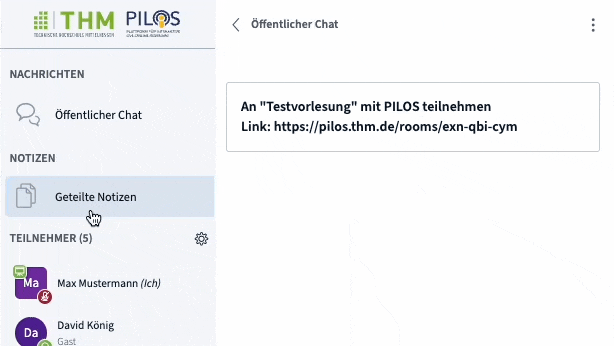 THM
TECHNISCHE HOCHSCHULE MITTELHESSEN
PILOS
PLATTFORM FÜR INTERAKTIVE
LIVE-ONLINE-SEMINARE
NACHRICHTEN
Öffentlicher Chat
NOTIZEN
Geteilte Notizen
TEILNEHMER (5)
Ma
Max Mustermann (Ich)
Da
David König
Gast
Öffentlicher Chat
An "Testvorlesung" mit PILOS teilnehmen
Link: https://pilos.thm.de/rooms/exn-qbi-cym